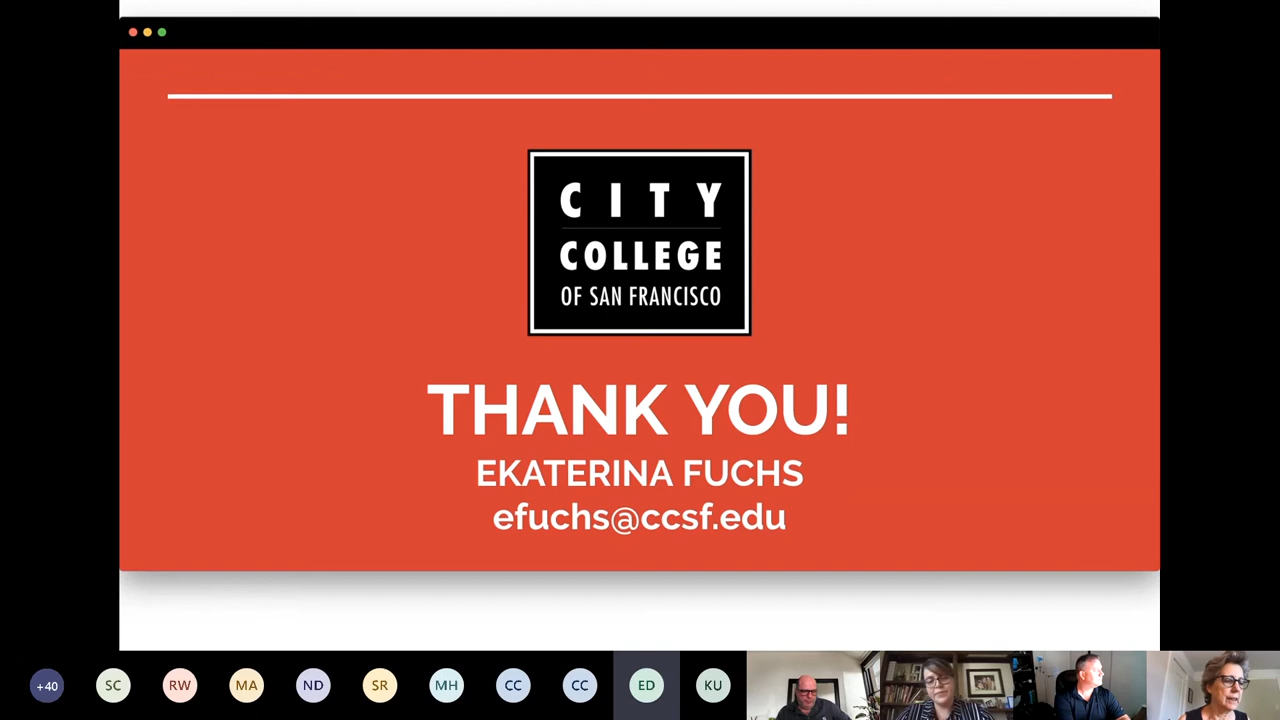 CITY
COLLEGE
OF SAN FRANCISCO
THANK YOU!
EKATERINA FUCHS
efuchs@ccsf.edu
+40
SC
RW
MA
ND
SR
MH
CC
CC
ED
KU